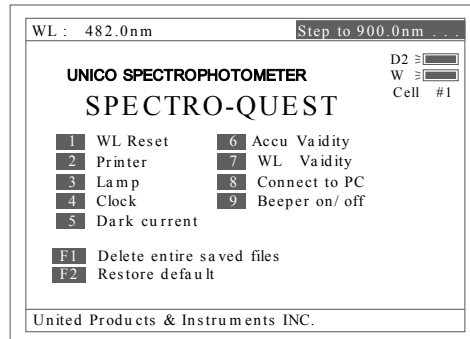 WL : 482.0nm Step to 900.0nm . . .
D2
UNICO SPECTROPHOTOMETER W
Cell #1
SPECTRO-QUEST
1 WL Reset 6 Accu Vaidity
2 Printer 7 WL Vaidity
3 Lamp 8 Connect to PC
4 Clock 9 Beeper on/off
5 Dark current
F1 Delete entire saved files
F2 Restore default
United Products & Instruments INC.